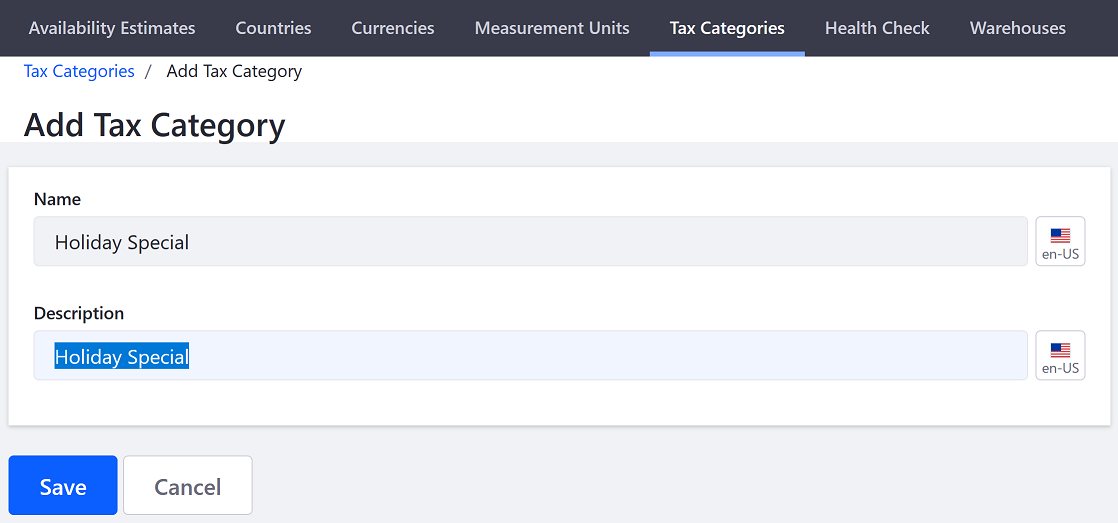 Availability Estimates Countries Currencies Measurement Units Tax Categories Health Check Warehouses
Tax Categories / Add Tax Category
Add Tax Category
Name
Holiday Special
en-US
Description
Holiday Special
en-US
Save Cancel